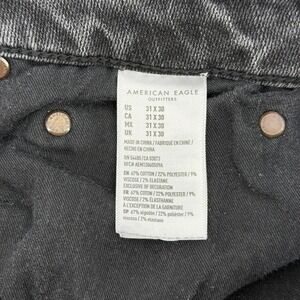 AMERICAN EAGLE
OUTFITTERS
US 31 X 30
CA 31 X 30
MX 31 X 30
UK 31 X 30
MADE IN CHINA / FABRIQUÉ EN CHINE /
HECHO EN CHINA
EN 67% COTTON / 22% POLYESTER / 9%
VISCOSE / 2% ELASTANE
EXCLUSIVE OF DECORATION
FR 67% COTON / 22% POLYESTER / 9%
VISCOSE / 2% ÉLASTHANNE
À L'EXCEPTION DE LA GARNITURE
SP 67% algodón / 22% poliéster / 9%
viscosa / 2% elastano